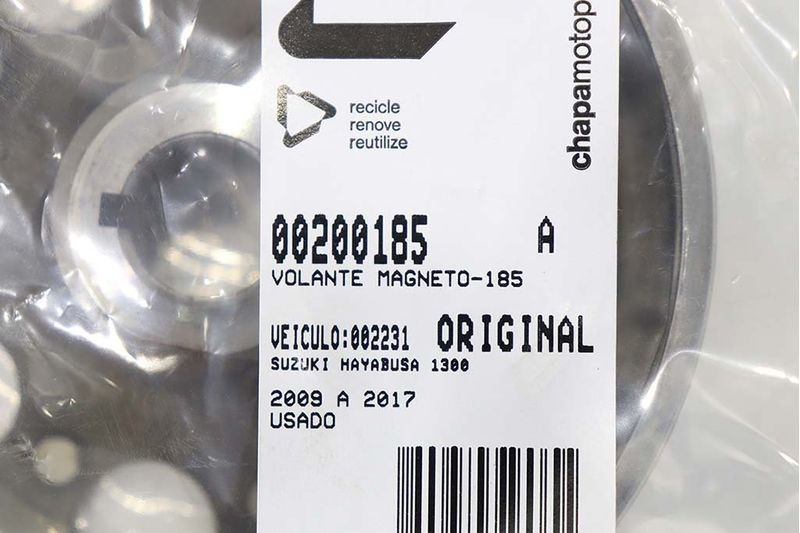 recicle
renove
reutilize
chapamotop
00200185 A
VOLANTE MAGNETO-185
VEICULO:002231 ORIGINAL
SUZUKI HAYABUSA 1300
2009 A 2017
USADO